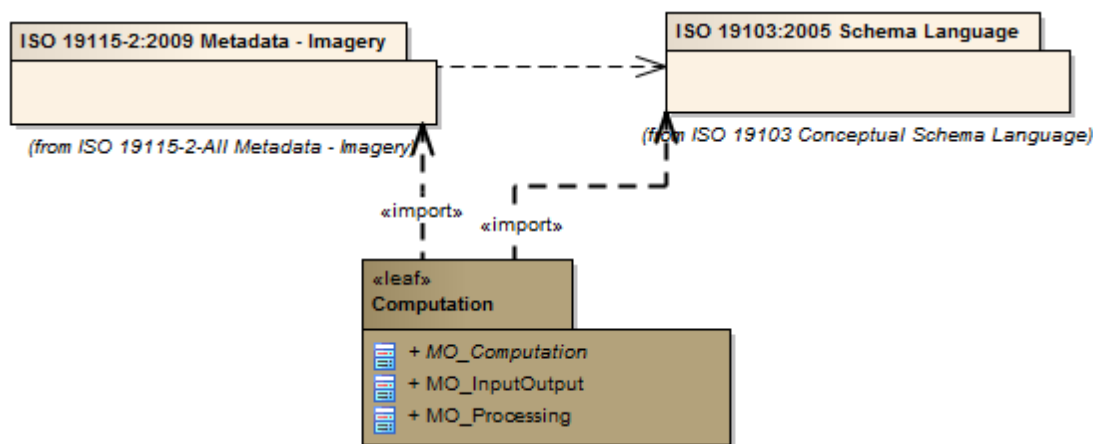 ISO 19115-2:2009 Metadata - Imagery
ISO 19103:2005 Schema Language
(from ISO 19115-2-All Metadata - Imagery)
(from ISO 19103 Conceptual Schema Language)
«import»
«import»
«leaf»
Computation
+ MO_Computation
+ MO_InputOutput
+ MO_Processing